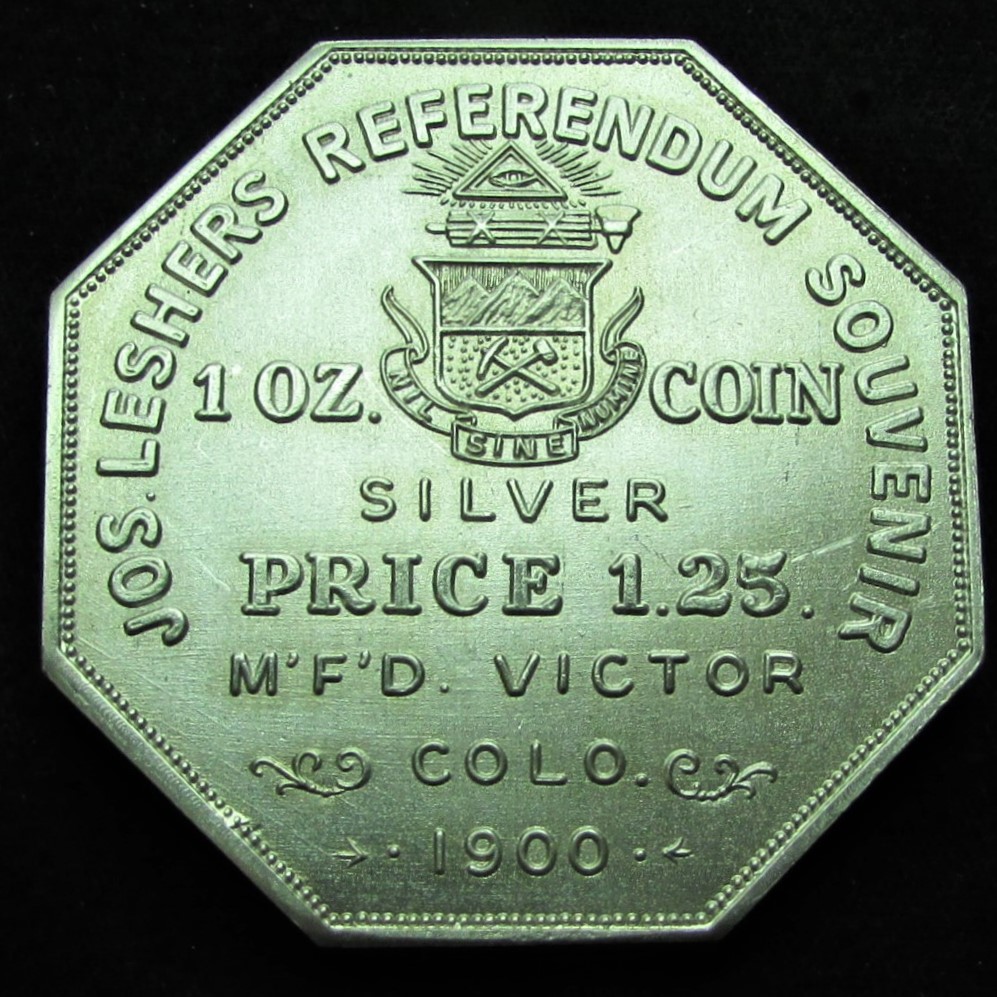 JOS. LESHERS REFERENDUM SOUVENIR
1 OZ. COIN
NIL SINE NUMINE
SILVER
PRICE 1.25.
M'F'D. VICTOR
COLO.
1900